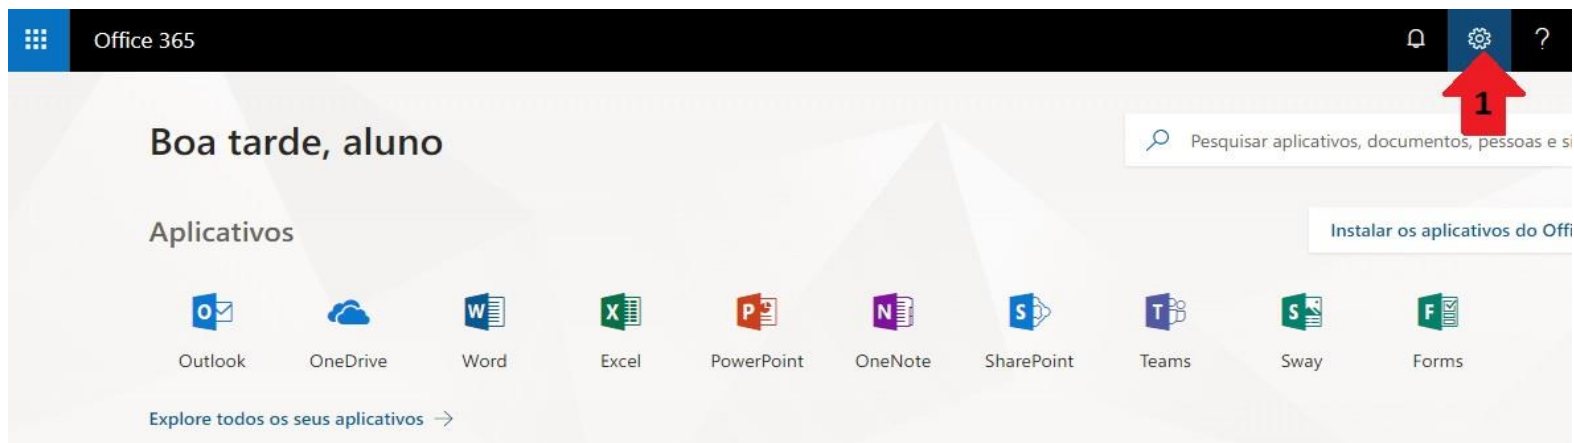 Office 365
?
1
Boa tarde, aluno
Pesquisar aplicativos, documentos, pessoas e si
Aplicativos
Instalar os aplicativos do Offi
Outlook OneDrive Word Excel PowerPoint OneNote SharePoint Teams Sway Forms
Explore todos os seus aplicativos →